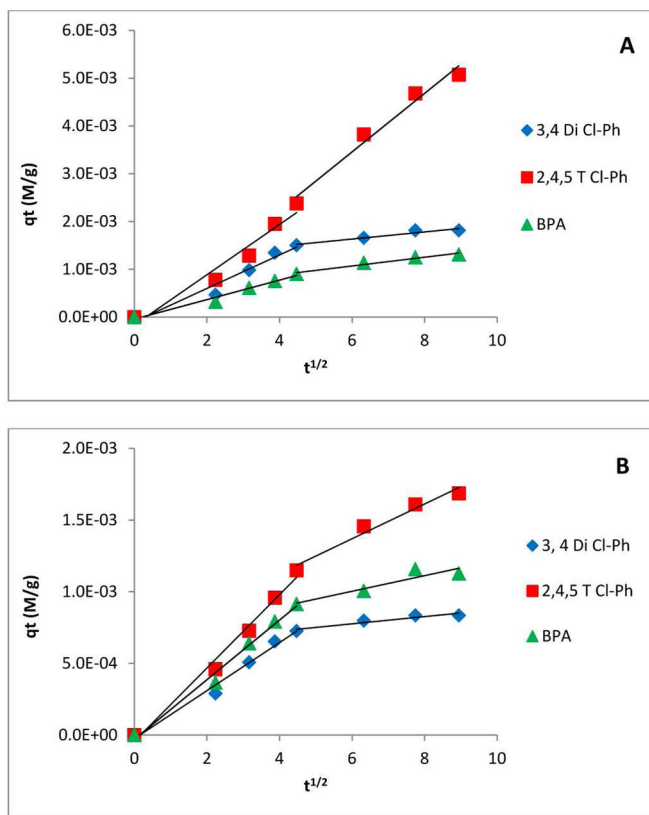 A
6.0E-03
5.0E-03
4.0E-03
3.0E-03
2.0E-03
1.0E-03
0.0E+00
qt (M/g)
0 2 4 6 8 10
t^1/2
3,4 Di Cl-Ph
2,4,5 T Cl-Ph
BPA
B
2.0E-03
1.5E-03
1.0E-03
5.0E-04
0.0E+00
qt (M/g)
0 2 4 6 8 10
t^1/2
3, 4 Di Cl-Ph
2,4,5 T Cl-Ph
BPA